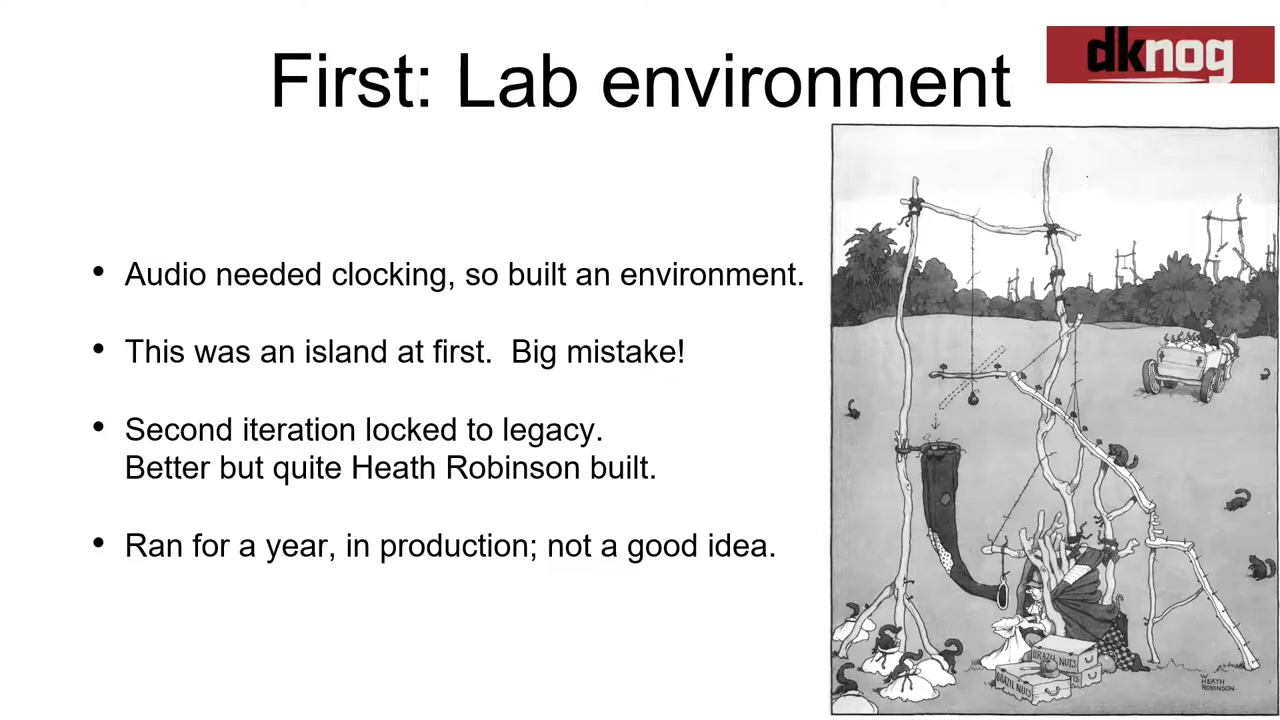 First: Lab environment
dknog
• Audio needed clocking, so built an environment.
• This was an island at first.  Big mistake!
• Second iteration locked to legacy.
Better but quite Heath Robinson built.
• Ran for a year, in production; not a good idea.
BRAZIL NUTS
BRAZIL NUTS
W
HEATH
ROBINSON